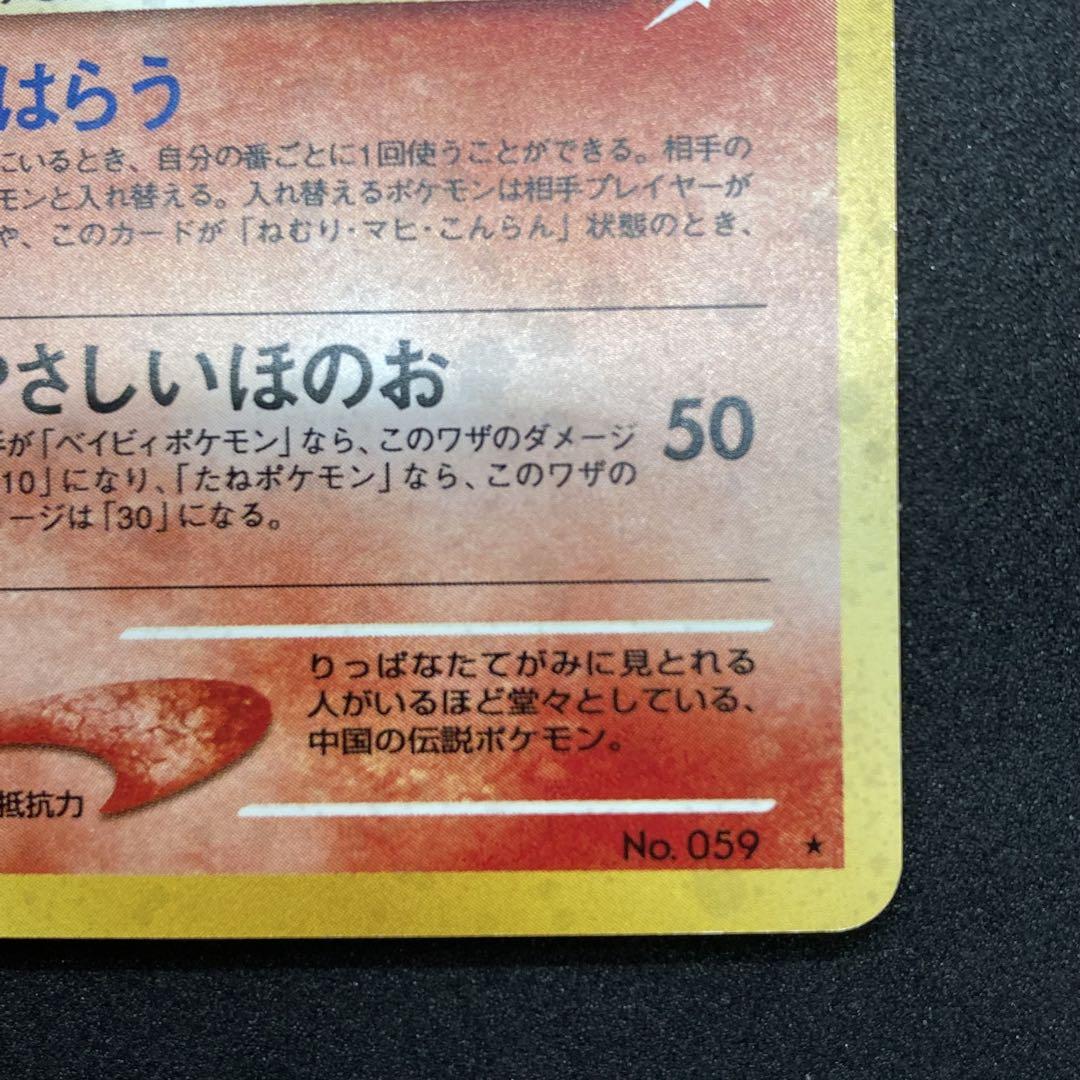 はらう
にいるとき、自分の番ごとに1回使うことができる。相手の
モンと入れ替える。入れ替えるポケモンは相手プレイヤーが
や、このカードが「ねむり・マヒ・こんらん」状態のとき、
やさしいほのお
50
手が「ベイビィポケモン」なら、このワザのダメージ
10」になり、「たねポケモン」なら、このワザの
ージは「30」になる。
りっぱなたてがみに見とれる
人がいるほど堂々としている、
中国の伝説ポケモン。
抵抗力
No. 059 ★